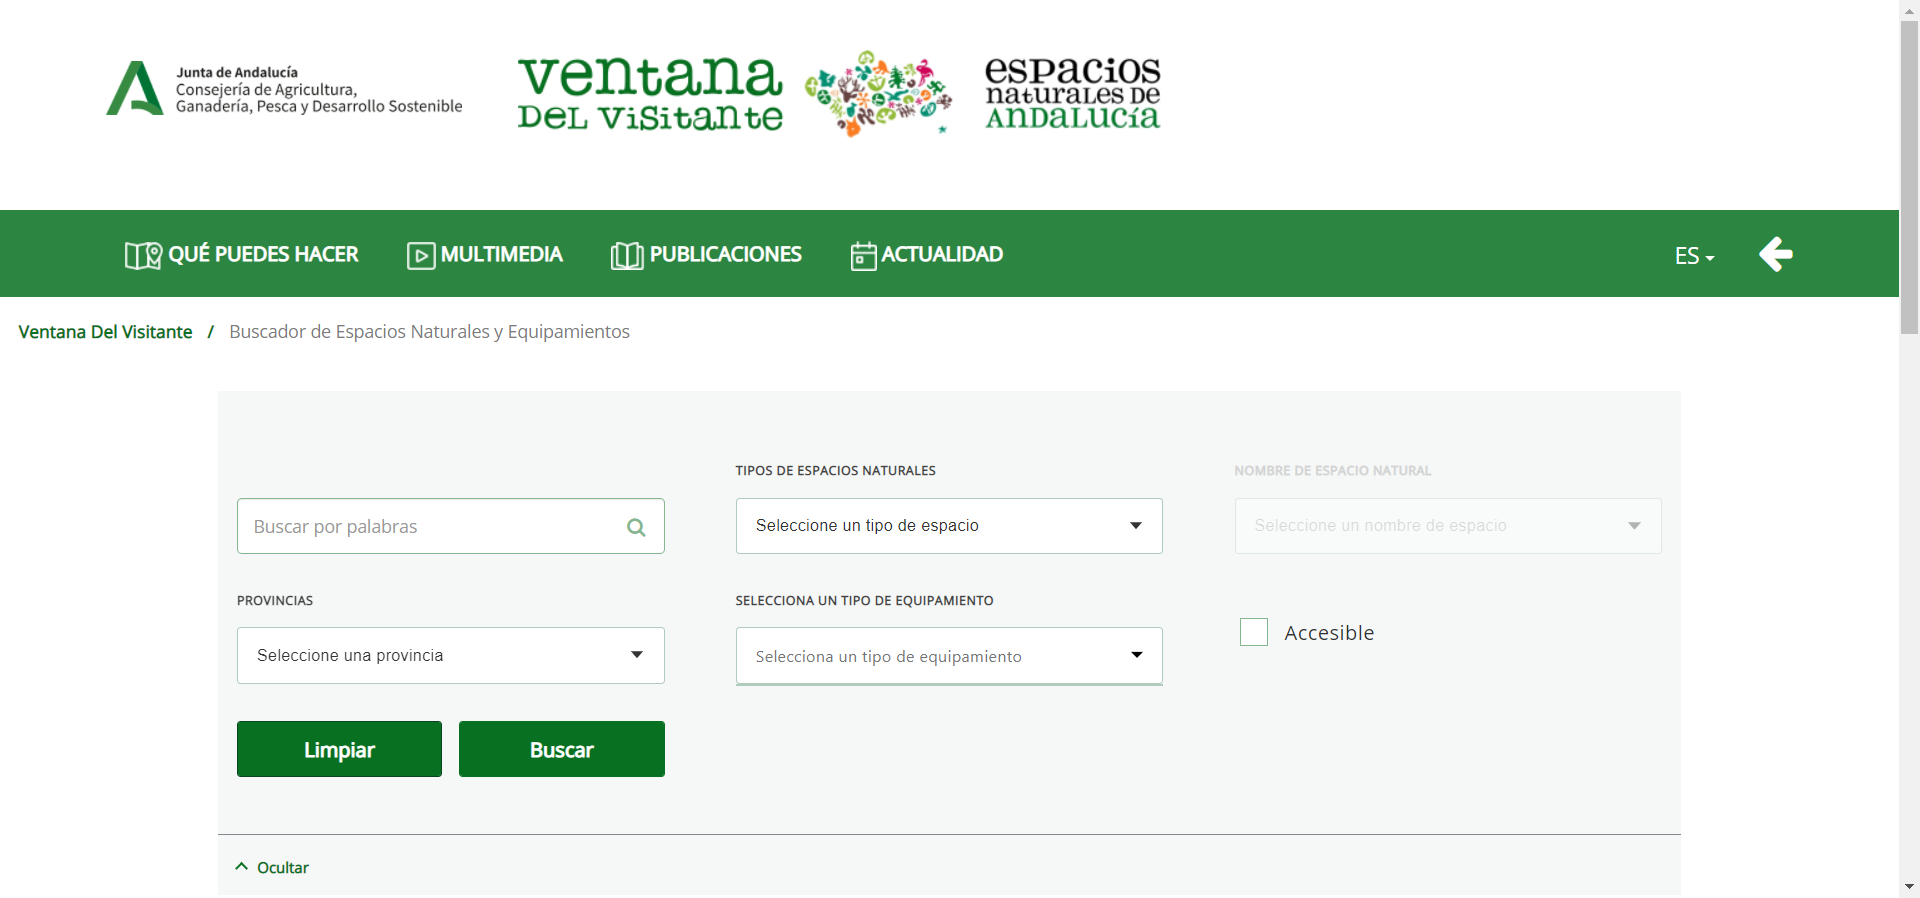 Junta de Andalucía
Consejería de Agricultura,
Ganadería, Pesca y Desarrollo Sostenible
ventana
DEL VISITANTE
ESPACIOS
NATURALES DE
ANDALUCÍA
QUÉ PUEDES HACER
MULTIMEDIA
PUBLICACIONES
ACTUALIDAD
ES
Ventana Del Visitante / Buscador de Espacios Naturales y Equipamientos
TIPOS DE ESPACIOS NATURALES
NOMBRE DE ESPACIO NATURAL
Buscar por palabras
Seleccione un tipo de espacio
Seleccione un nombre de espacio
PROVINCIAS
SELECCIONA UN TIPO DE EQUIPAMIENTO
Seleccione una provincia
Selecciona un tipo de equipamiento
Accesible
Limpiar
Buscar
Ocultar